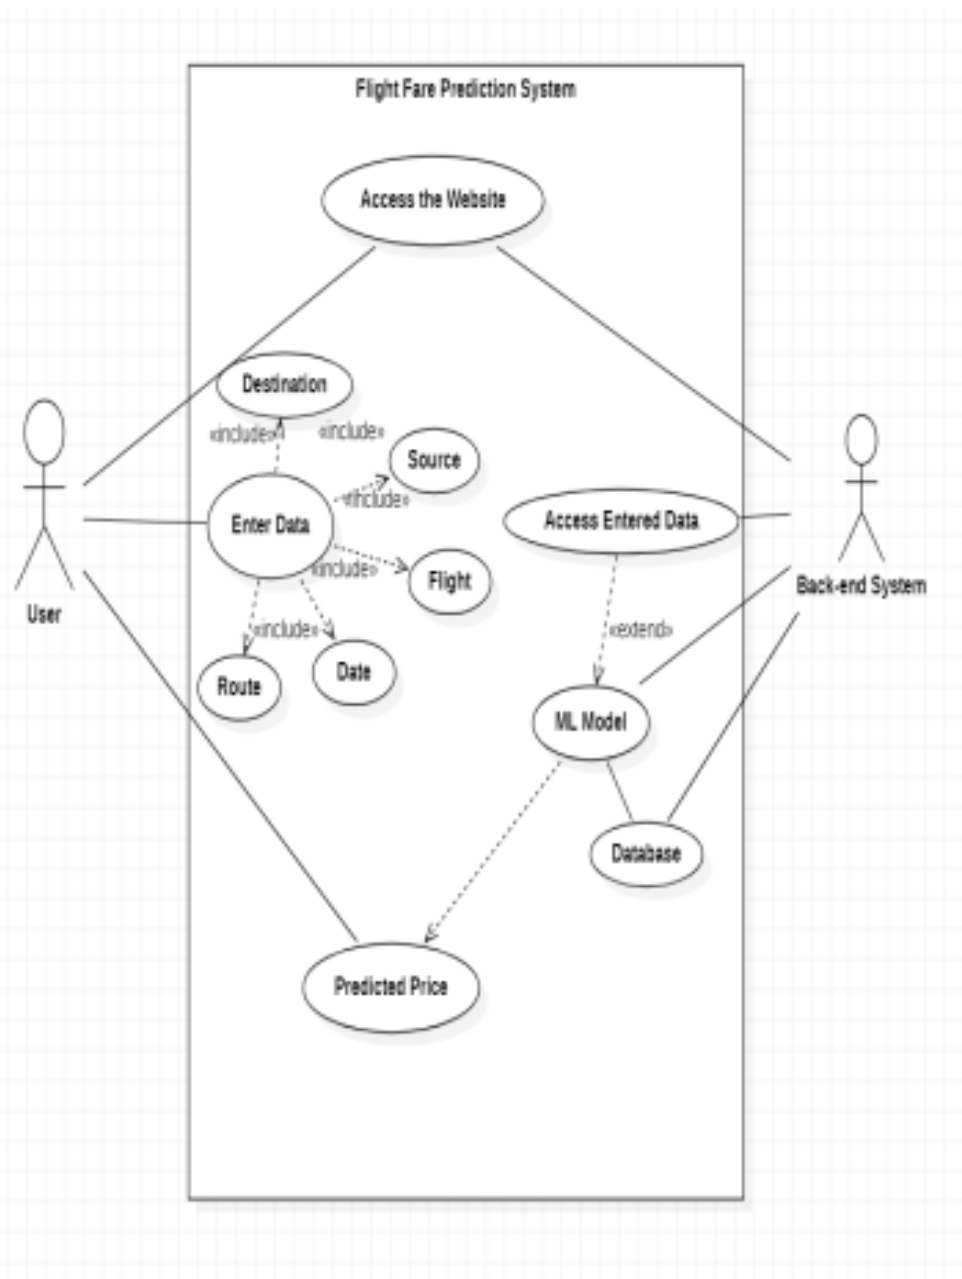 Flight Fare Prediction System
Access the Website
Destination
«include»
«include»
Source
«include»
Enter Data
Access Entered Data
«include»
Flight
Back-end System
User
«include»
«extend»
Date
Route
ML Model
Database
Predicted Price